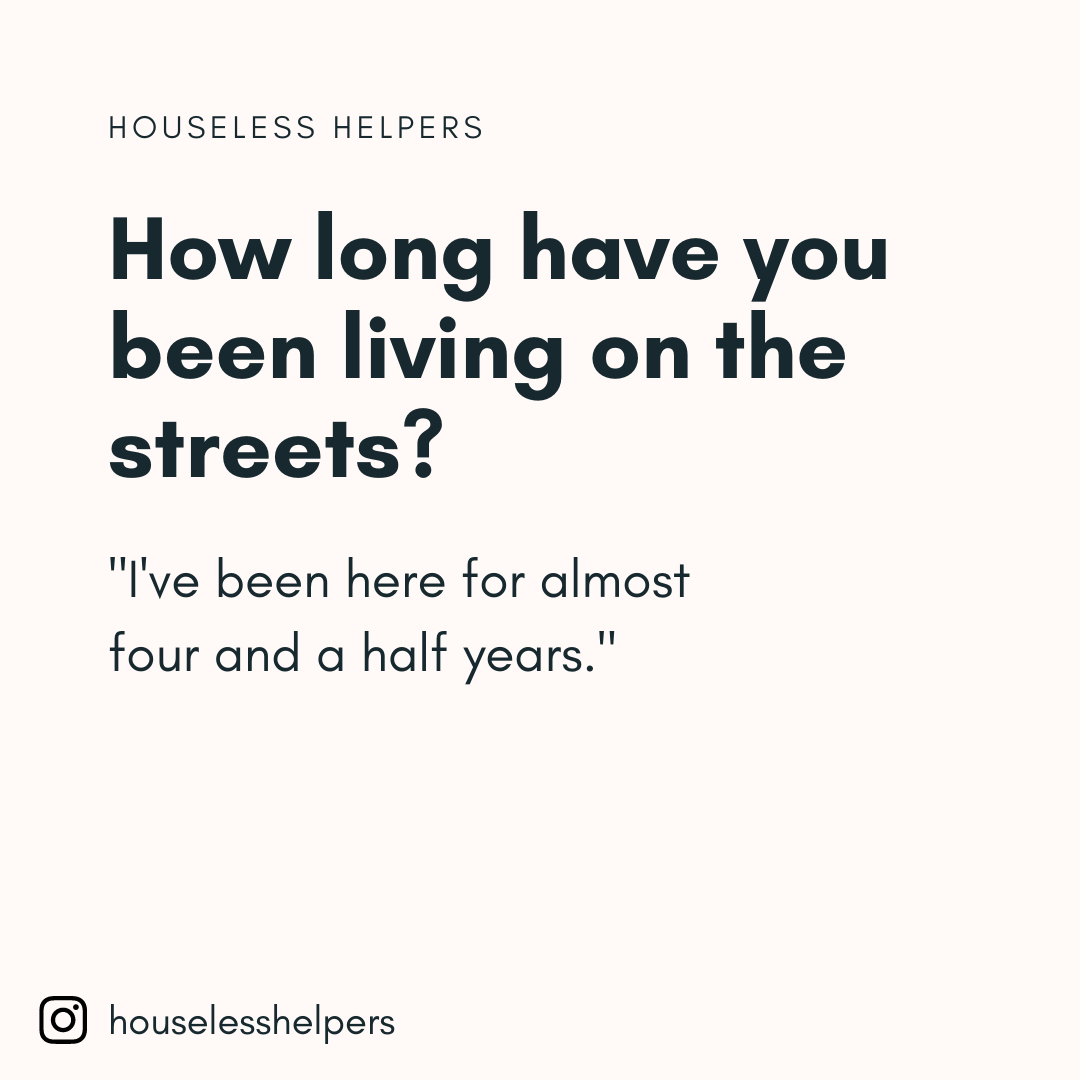 HOUSELESS HELPERS
How long have you
been living on the
streets?
"I've been here for almost
four and a half years."
houselesshelpers